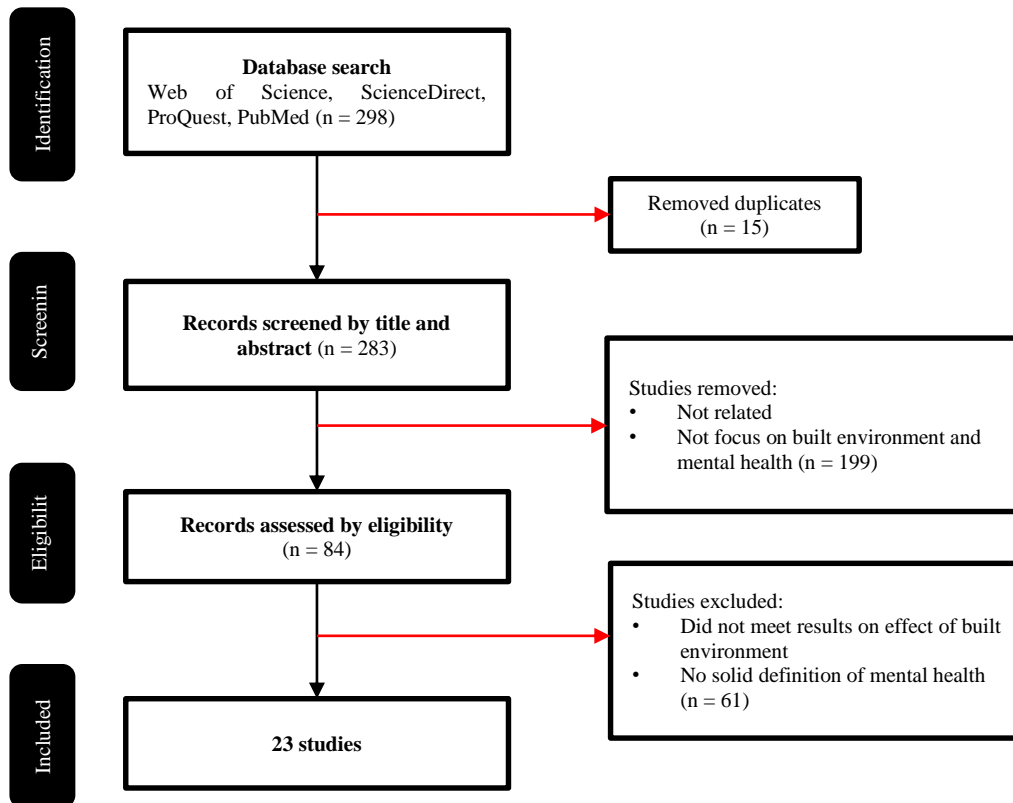 Identification
Database search
Web of Science, ScienceDirect,
ProQuest, PubMed (n = 298)
Removed duplicates
(n = 15)
Screenin
Records screened by title and
abstract (n = 283)
Studies removed:
• Not related
• Not focus on built environment and
mental health (n = 199)
Eligibilit
Records assessed by eligibility
(n = 84)
Studies excluded:
• Did not meet results on effect of built
environment
• No solid definition of mental health
(n = 61)
Included
23 studies